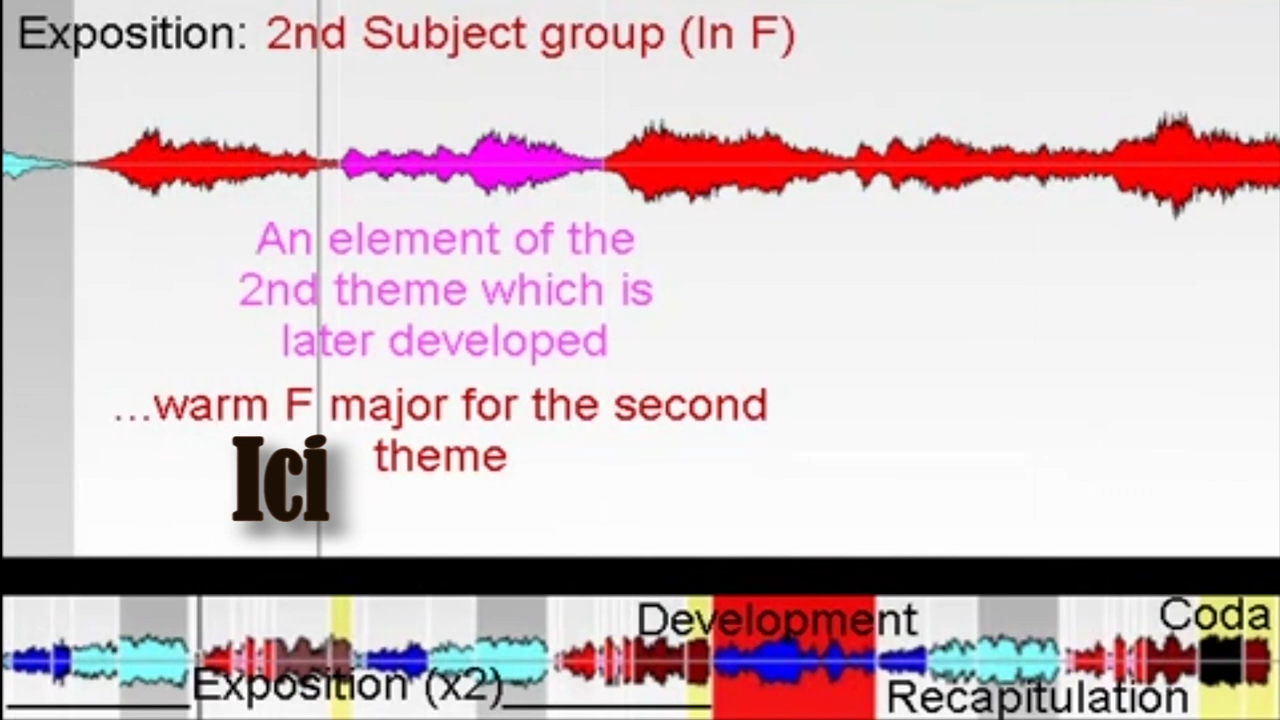 Exposition: 2nd Subject group (In F)
An element of the
2nd theme which is
later developed
...warm F major for the second
theme
Ici
Development
Coda
Exposition (x2)
Recapitulation